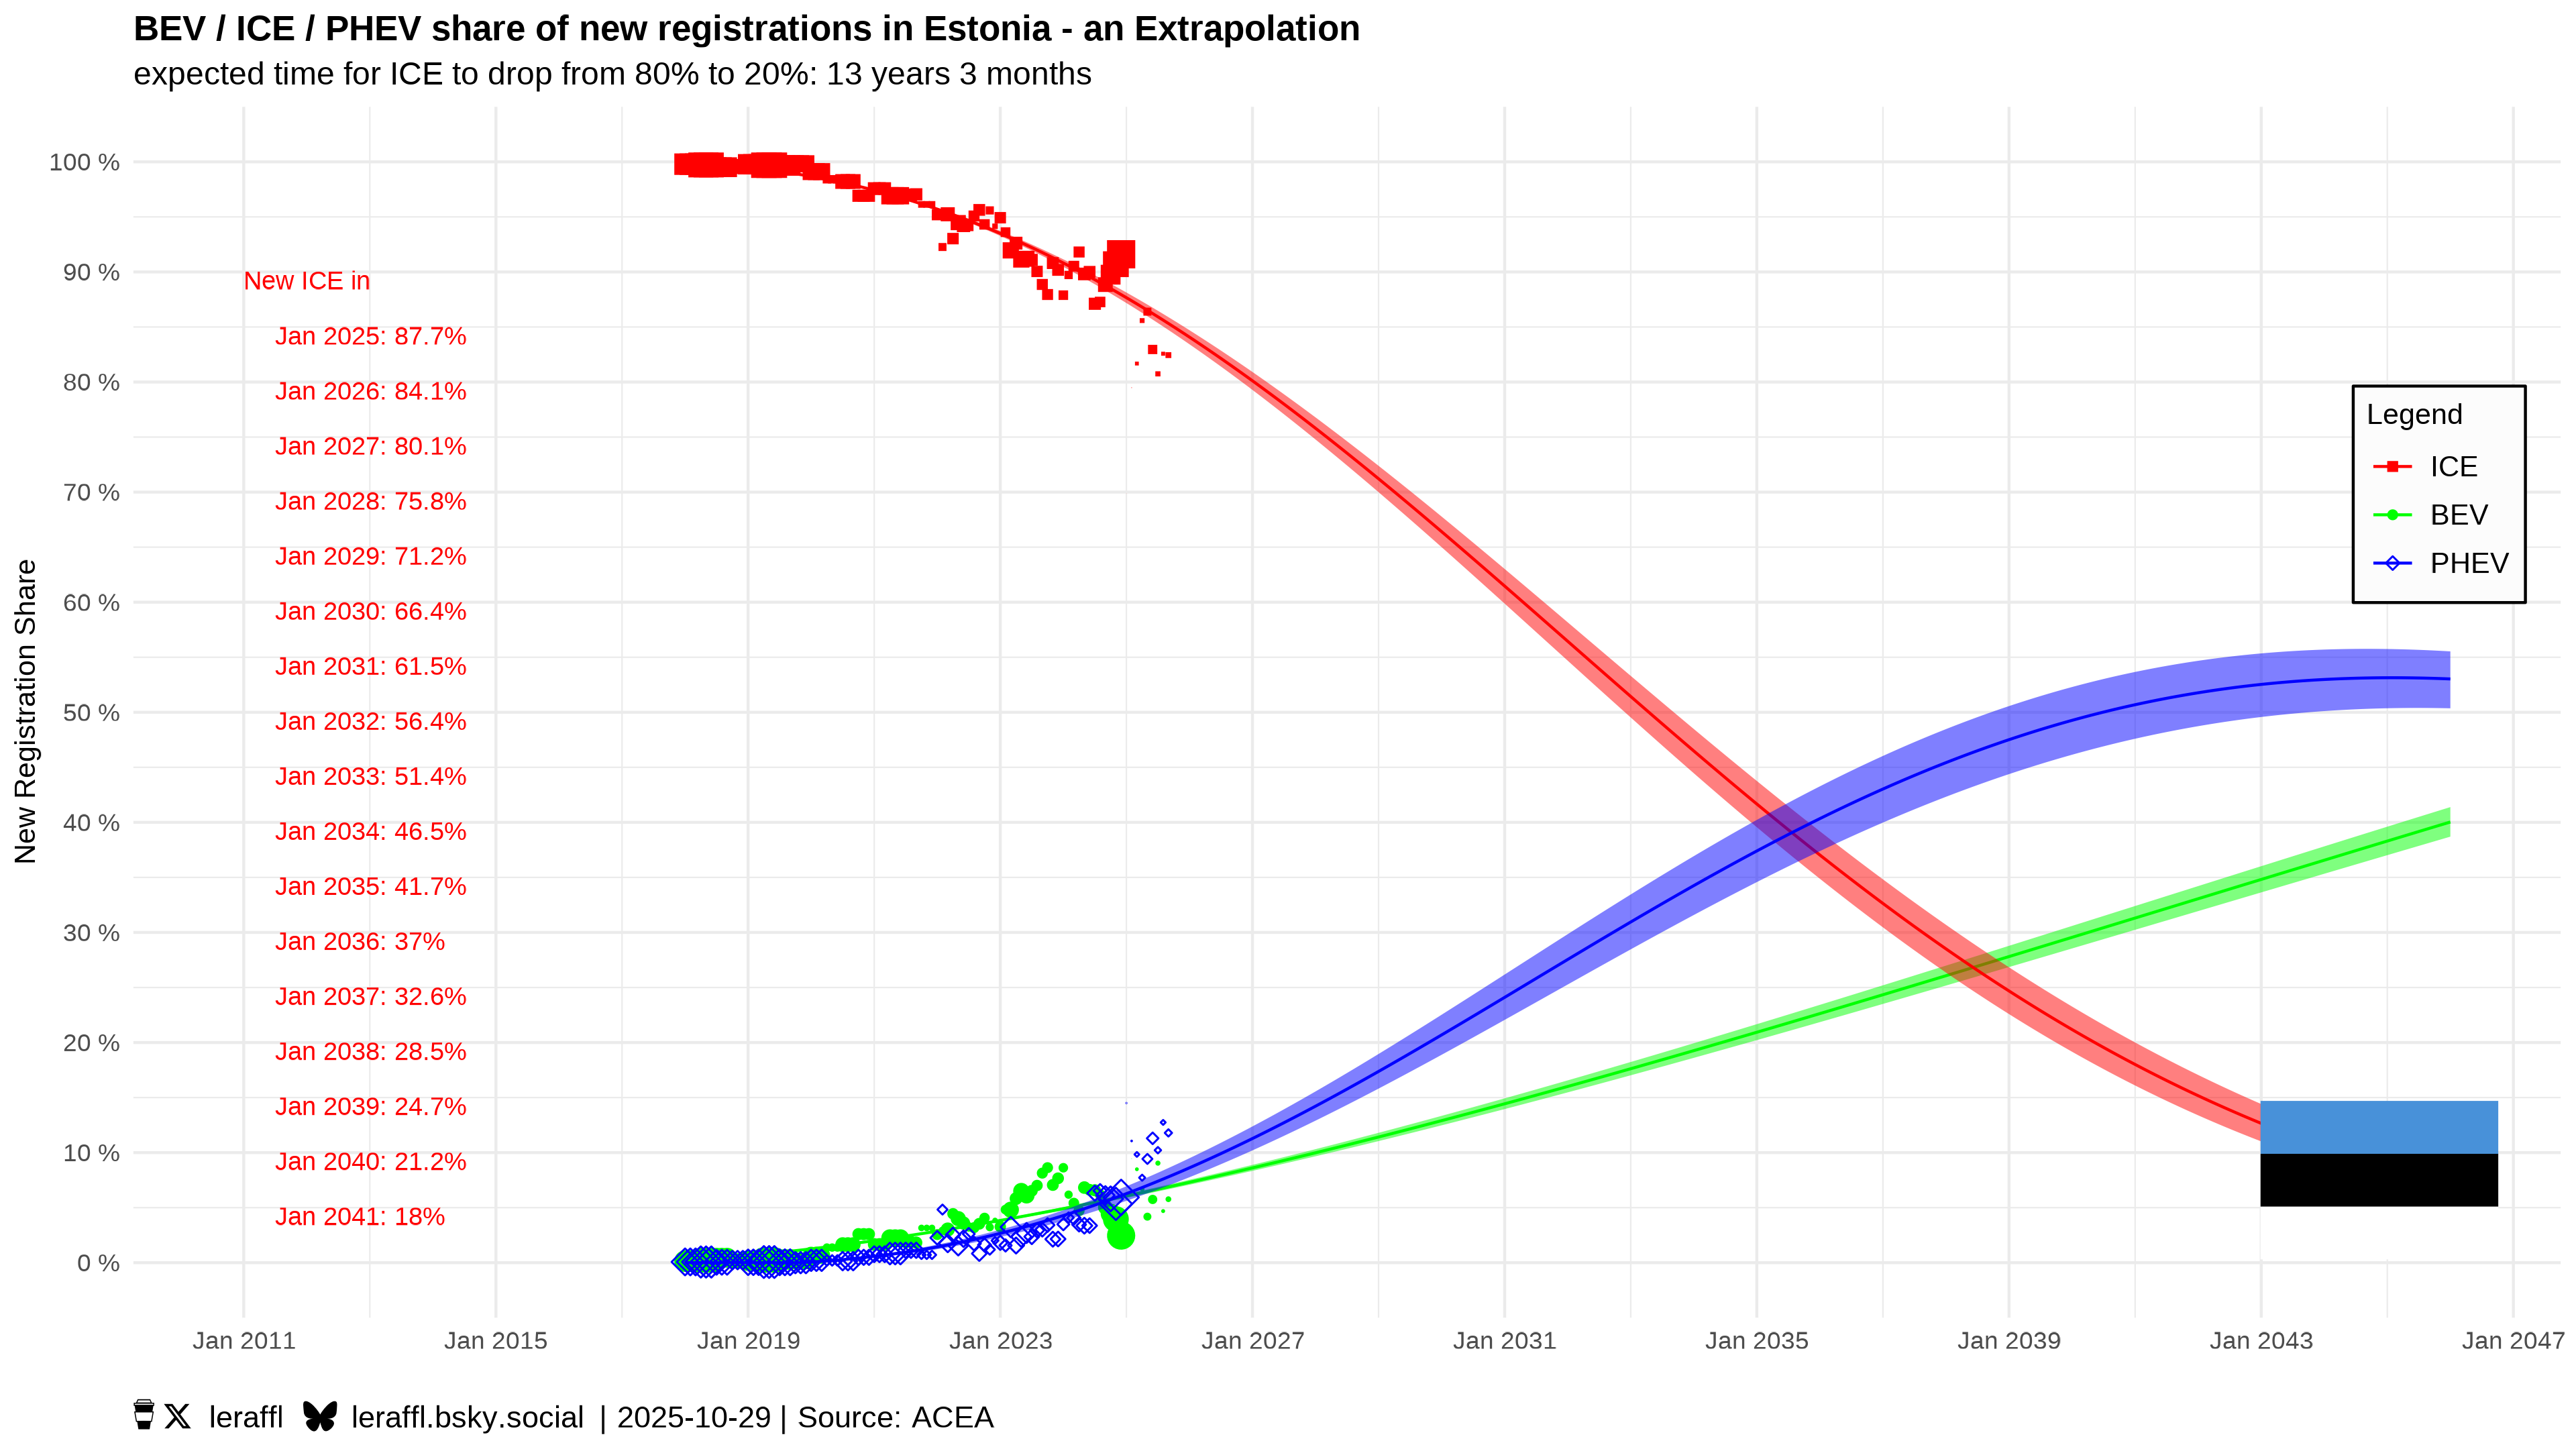 BEV / ICE / PHEV share of new registrations in Estonia - an Extrapolation
expected time for ICE to drop from 80% to 20%: 13 years 3 months
New Registration Share
100 %
90 %
80 %
70 %
60 %
50 %
40 %
30 %
20 %
10 %
0 %
New ICE in
Jan 2025: 87.7%
Jan 2026: 84.1%
Jan 2027: 80.1%
Jan 2028: 75.8%
Jan 2029: 71.2%
Jan 2030: 66.4%
Jan 2031: 61.5%
Jan 2032: 56.4%
Jan 2033: 51.4%
Jan 2034: 46.5%
Jan 2035: 41.7%
Jan 2036: 37%
Jan 2037: 32.6%
Jan 2038: 28.5%
Jan 2039: 24.7%
Jan 2040: 21.2%
Jan 2041: 18%
Legend
ICE
BEV
PHEV
Jan 2011 Jan 2015 Jan 2019 Jan 2023 Jan 2027 Jan 2031 Jan 2035 Jan 2039 Jan 2043 Jan 2047
leraffl leraffl.bsky.social | 2025-10-29 | Source: ACEA